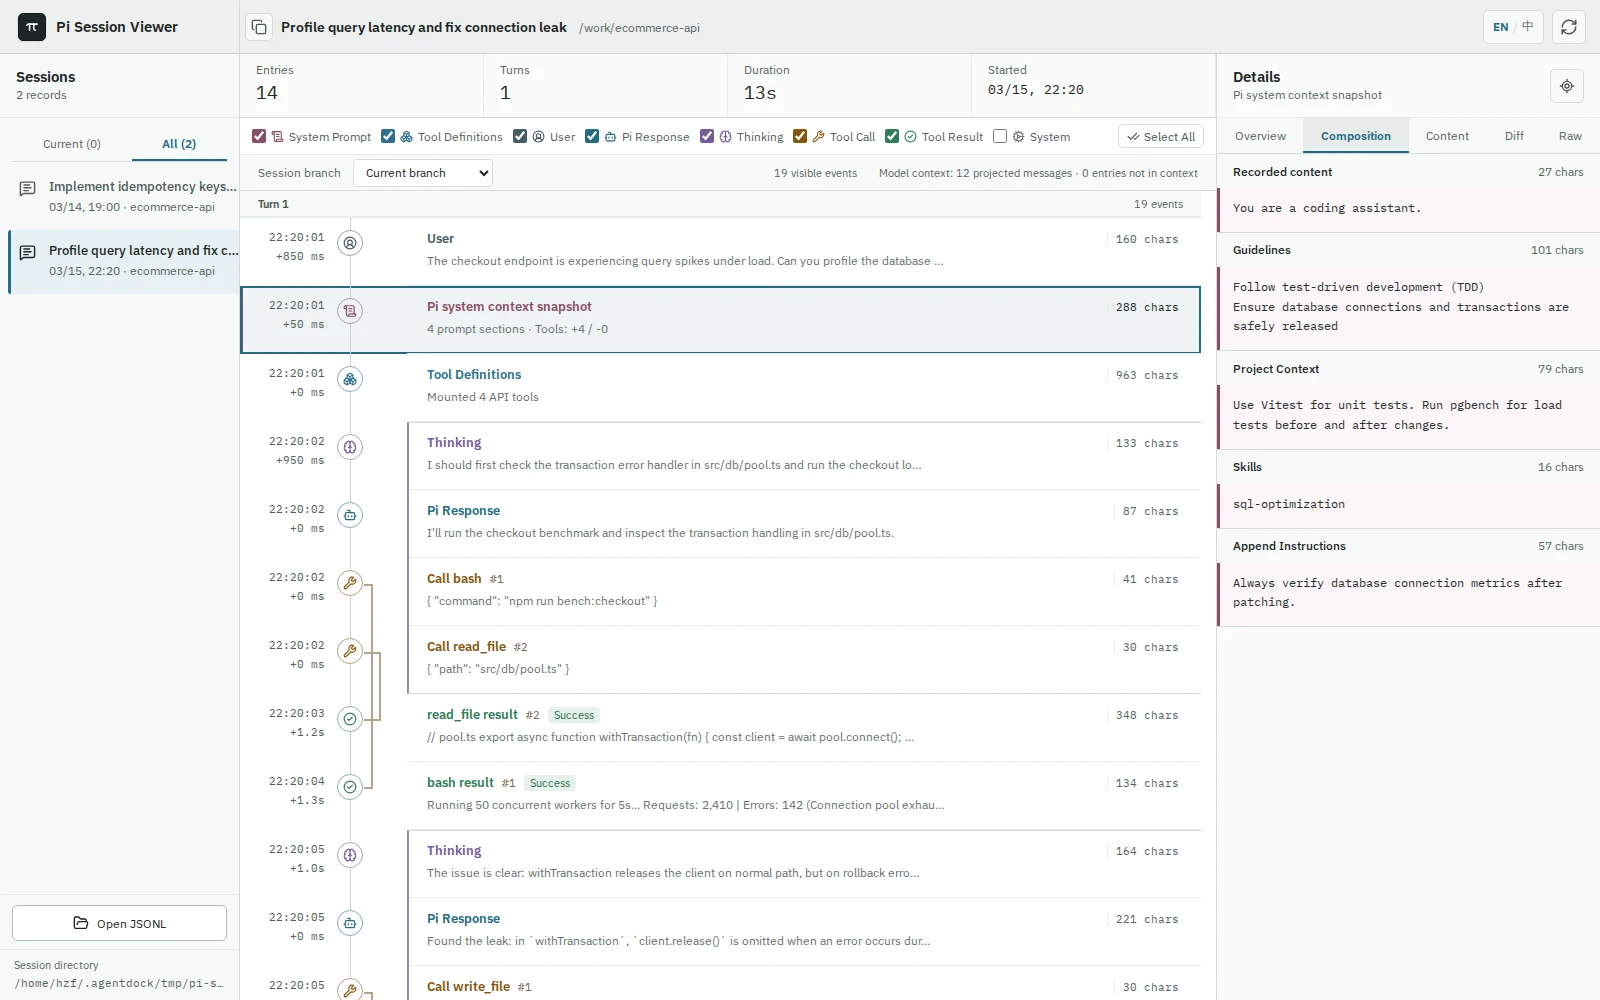 π Pi Session Viewer
Profile query latency and fix connection leak /work/ecommerce-api
EN / 中
Sessions
2 records
Current (0) All (2)
Implement idempotency keys...
03/14, 19:00 · ecommerce-api
Profile query latency and fix c...
03/15, 22:20 · ecommerce-api
Open JSONL
Session directory
/home/hzf/.agentdock/tmp/pi-s…
Entries
14
Turns
1
Duration
13s
Started
03/15, 22:20
System Prompt Tool Definitions User Pi Response Thinking Tool Call Tool Result System Select All
Session branch Current branch 19 visible events Model context: 12 projected messages · 0 entries not in context
Turn 1 19 events
22:20:01 User 160 chars
+850 ms The checkout endpoint is experiencing query spikes under load. Can you profile the database ...
22:20:01 Pi system context snapshot 288 chars
+50 ms 4 prompt sections · Tools: +4 / -0
22:20:01 Tool Definitions 963 chars
+0 ms Mounted 4 API tools
22:20:02 Thinking 133 chars
+950 ms I should first check the transaction error handler in src/db/pool.ts and run the checkout lo...
22:20:02 Pi Response 87 chars
+0 ms I'll run the checkout benchmark and inspect the transaction handling in src/db/pool.ts.
22:20:02 Call bash #1 41 chars
+0 ms { "command": "npm run bench:checkout" }
22:20:02 Call read_file #2 30 chars
+0 ms { "path": "src/db/pool.ts" }
22:20:03 read_file result #2 Success 348 chars
+1.2s // pool.ts export async function withTransaction(fn) { const client = await pool.connect(); ...
22:20:04 bash result #1 Success 134 chars
+1.3s Running 50 concurrent workers for 5s... Requests: 2,410 | Errors: 142 (Connection pool exhau...
22:20:05 Thinking 164 chars
+1.0s The issue is clear: withTransaction releases the client on normal path, but on rollback erro...
22:20:05 Pi Response 221 chars
+0 ms Found the leak: in `withTransaction`, `client.release()` is omitted when an error occurs dur...
22:20:05 Call write_file #1 30 chars
Details
Pi system context snapshot
Overview Composition Content Diff Raw
Recorded content 27 chars
You are a coding assistant.
Guidelines 101 chars
Follow test-driven development (TDD)
Ensure database connections and transactions are
safely released
Project Context 79 chars
Use Vitest for unit tests. Run pgbench for load
tests before and after changes.
Skills 16 chars
sql-optimization
Append Instructions 57 chars
Always verify database connection metrics after
patching.